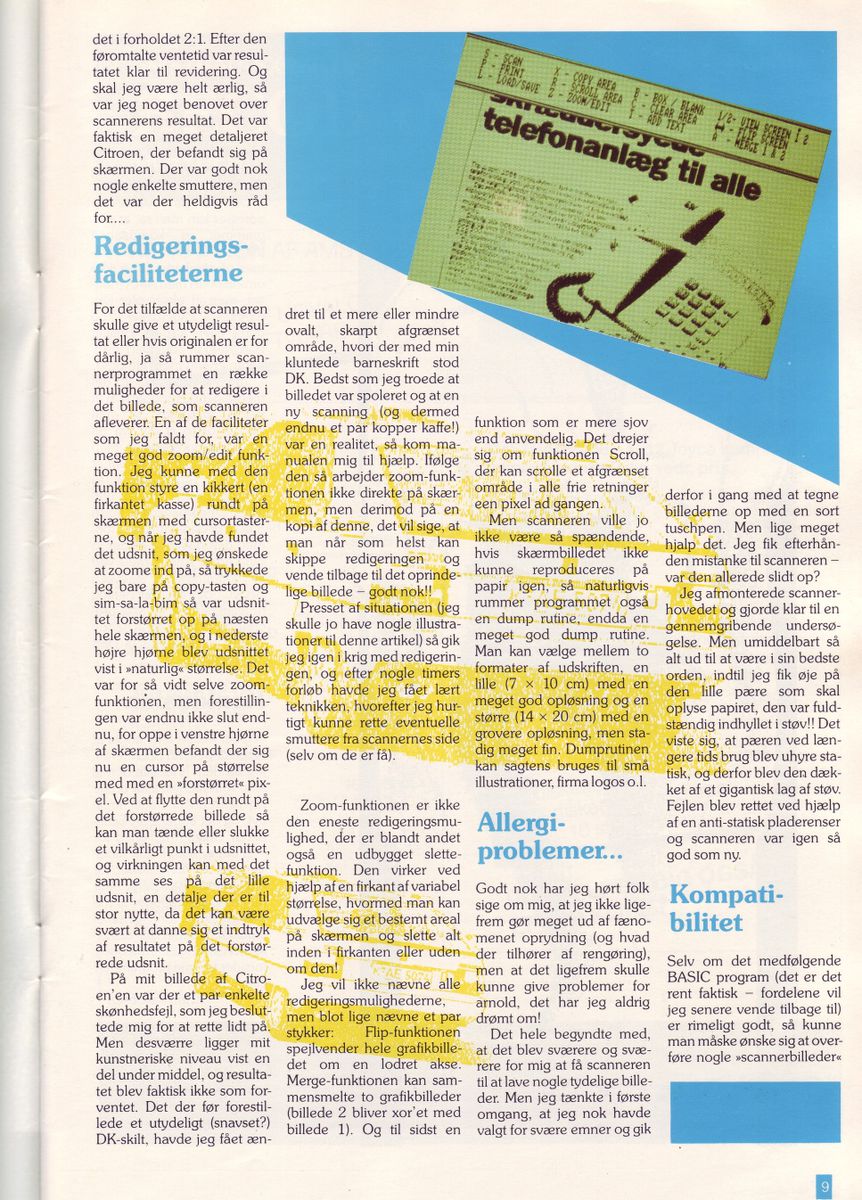 det i forholdet 2:1. Efter den
føromtalte ventetid var resul-
tatet klar til revidering. Og
skal jeg være helt ærlig, så
var jeg noget benovet over
scannerens resultat. Det var
faktisk en meget detaljeret
Citroen, der befandt sig på
skærmen. Der var godt nok
nogle enkelte smuttere, men
det var der heldigvis råd
for....
Redigerings-
faciliteterne
For det tilfælde at scanneren
skulle give et utydeligt resul-
tat eller hvis originalen er for
dårlig, ja så rummer scan-
nerprogrammet en række
muligheder for at redigere i
det billede, som scanneren
afleverer. En af de faciliteter
som jeg faldt for, var en
meget god zoom/edit funk-
tion. Jeg kunne med den
funktion styre en kikkert (en
firkantet kasse) rundt på
skærmen med cursortaster-
ne, og når jeg havde fundet
det udsnit, som jeg ønskede
at zoome ind på, så trykkede
jeg bare på copy-tasten og
sim-sa-la-bim så var udsnit-
tet forstørret op på næsten
hele skærmen, og i nederste
højre hjørne blev udsnittet
vist i »naturlig« størrelse. Det
var for så vidt selve zoom-
funktionen, men forestillin-
gen var endnu ikke slut end-
nu, for oppe i venstre hjørne
af skærmen befandt der sig
nu en cursor på størrelse
med med en »forstørret« pix-
el. Ved at flytte den rundt på
det forstørrede billede så
kan man tænde eller slukke
et vilkårligt punkt i udsnittet,
og virkningen kan med det
samme ses på det lille
udsnit, en detalje der er til
stor nytte, da det kan være
svært at danne sig et indtryk
af resultatet på det forstør-
rede udsnit.
På mit billede af Citro-
en'en var der et par enkelte
skønhedsfejl, som jeg beslut-
tede mig for at rette lidt på.
Men desværre ligger mit
kunstneriske niveau vist en
del under middel, og resulta-
tet blev faktisk ikke som for-
ventet. Det der før forestil-
lede et utydeligt (snavset?)
DK-skilt, havde jeg fået æn-
dret til et mere eller mindre
ovalt, skarpt afgrænset
område, hvori der med min
kluntede barneskrift stod
DK. Bedst som jeg troede at
billedet var spoleret og at en
ny scanning (og dermed
endnu et par kopper kaffe!)
var en realitet, så kom ma-
nualen mig til hjælp. Ifølge
den så arbejder zoom-funk-
tionen ikke direkte på skær-
men, men derimod på en
kopi af denne, det vil sige, at
man når som helst kan
skippe redigeringen og
vende tilbage til det oprinde-
lige billede – godt nok!!
Presset af situationen (jeg
skulle jo have nogle illustra-
tioner til denne artikel) så gik
jeg igen i krig med redigerin-
gen, og efter nogle timers
forløb havde jeg fået lært
teknikken, hvorefter jeg hur-
tigt kunne rette eventuelle
smuttere fra scannernes side
(selv om de er få).
Zoom-funktionen er ikke
den eneste redigeringsmu-
lighed, der er blandt andet
også en udbygget slette-
funktion. Den virker ved
hjælp af en firkant af variabel
størrelse, hvormed man kan
udvælge sig et bestemt areal
på skærmen og slette alt
inden i firkanten eller uden
om den!
Jeg vil ikke nævne alle
redigeringsmulighederne,
men blot lige nævne et par
stykker: Flip-funktionen
spejlvender hele grafikbille-
det om en lodret akse.
Merge-funktionen kan sam-
mensmelte to grafikbilleder
(billede 2 bliver xor'et med
billede 1). Og til sidst en
S - SCAN
P - PRINT
L - LOAD/SAVE
X - COPY AREA
R - SCROLL AREA
Z - ZOOM/EDIT
B - BOX / BLANK
C - CLEAR AREA
T - ADD TEXT
1/2- VIEW SCREEN 1 2
FLIP SCREEN
MERGE 1 & 2
telefonanlæg til alle
funktion som er mere sjov
end anvendelig. Det drejer
sig om funktionen Scroll,
der kan scrolle et afgrænset
område i alle frie retninger
een pixel ad gangen.
Men scanneren ville jo
ikke være så spændende,
hvis skærmbilledet ikke
kunne reproduceres på
papir igen, så naturligvis
rummer programmet også
en dump rutine, endda en
meget god dump rutine.
Man kan vælge mellem to
formater af udskriften, en
lille (7 × 10 cm) med en
meget god opløsning og en
større (14 × 20 cm) med en
grovere opløsning, men sta-
dig meget fin. Dumprutinen
kan sagtens bruges til små
illustrationer, firma logos o.l.
Allergi-
problemer...
Godt nok har jeg hørt folk
sige om mig, at jeg ikke lige-
frem gør meget ud af fæno-
menet oprydning (og hvad
der tilhører af rengøring),
men at det ligefrem skulle
kunne give problemer for
arnold, det har jeg aldrig
drømt om!
Det hele begyndte med,
at det blev sværere og svæ-
rere for mig at få scanneren
til at lave nogle tydelige bille-
der. Men jeg tænkte i første
omgang, at jeg nok havde
valgt for svære emner og gik
derfor i gang med at tegne
billederne op med en sort
tuschpen. Men lige meget
hjalp det. Jeg fik efterhån-
den mistanke til scanneren –
var den allerede slidt op?
Jeg afmonterede scanner-
hovedet og gjorde klar til en
gennemgribende undersø-
gelse. Men umiddelbart så
alt ud til at være i sin bedste
orden, indtil jeg fik øje på
den lille pære som skal
oplyse papiret, den var fuld-
stændig indhyllet i støv!! Det
viste sig, at pæren ved læn-
gere tids brug blev uhyre sta-
tisk, og derfor blev den dæk-
ket af et gigantisk lag af støv.
Fejlen blev rettet ved hjælp
af en anti-statisk pladerenser
og scanneren var igen så
god som ny.
Kompati-
bilitet
Selv om det medfølgende
BASIC program (det er det
rent faktisk – fordelene vil
jeg senere vende tilbage til)
er rimeligt godt, så kunne
man måske ønske sig at over-
føre nogle »scannerbilleder«
9